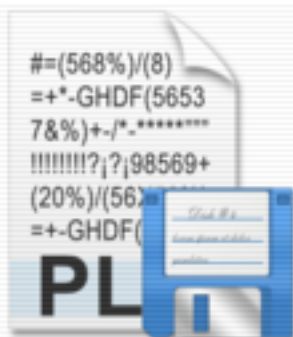 #=(568%)/(8)
=+*-GHDF(5653
7&%)+-/*-*****"""
!!!!!!!!?¡?¡98569+
(20%)/(56
=+-GHDF(
PL